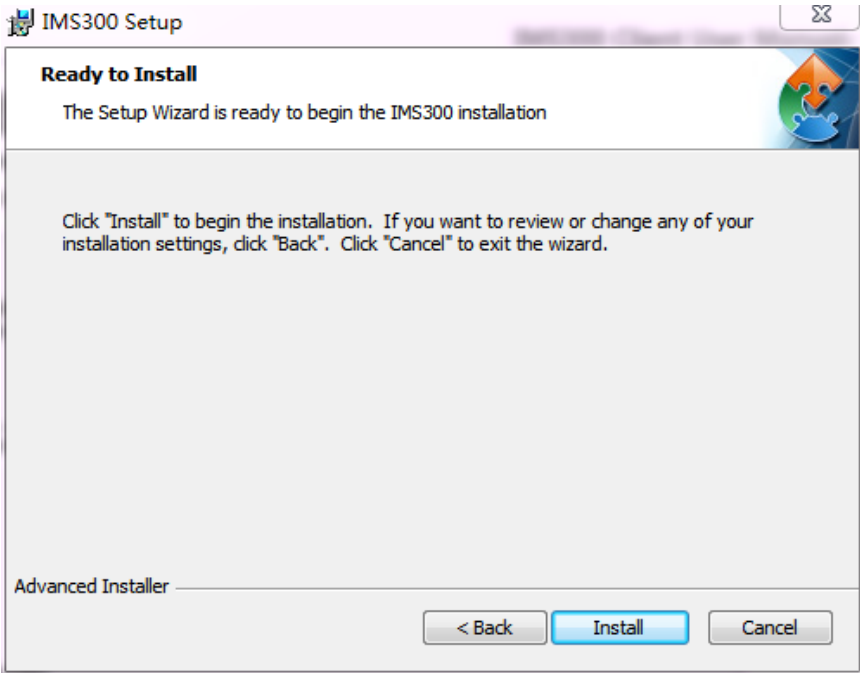 IMS300 Setup
Ready to Install
The Setup Wizard is ready to begin the IMS300 installation
Click "Install" to begin the installation.  If you want to review or change any of your
installation settings, click "Back".  Click "Cancel" to exit the wizard.
Advanced Installer
< Back
Install
Cancel